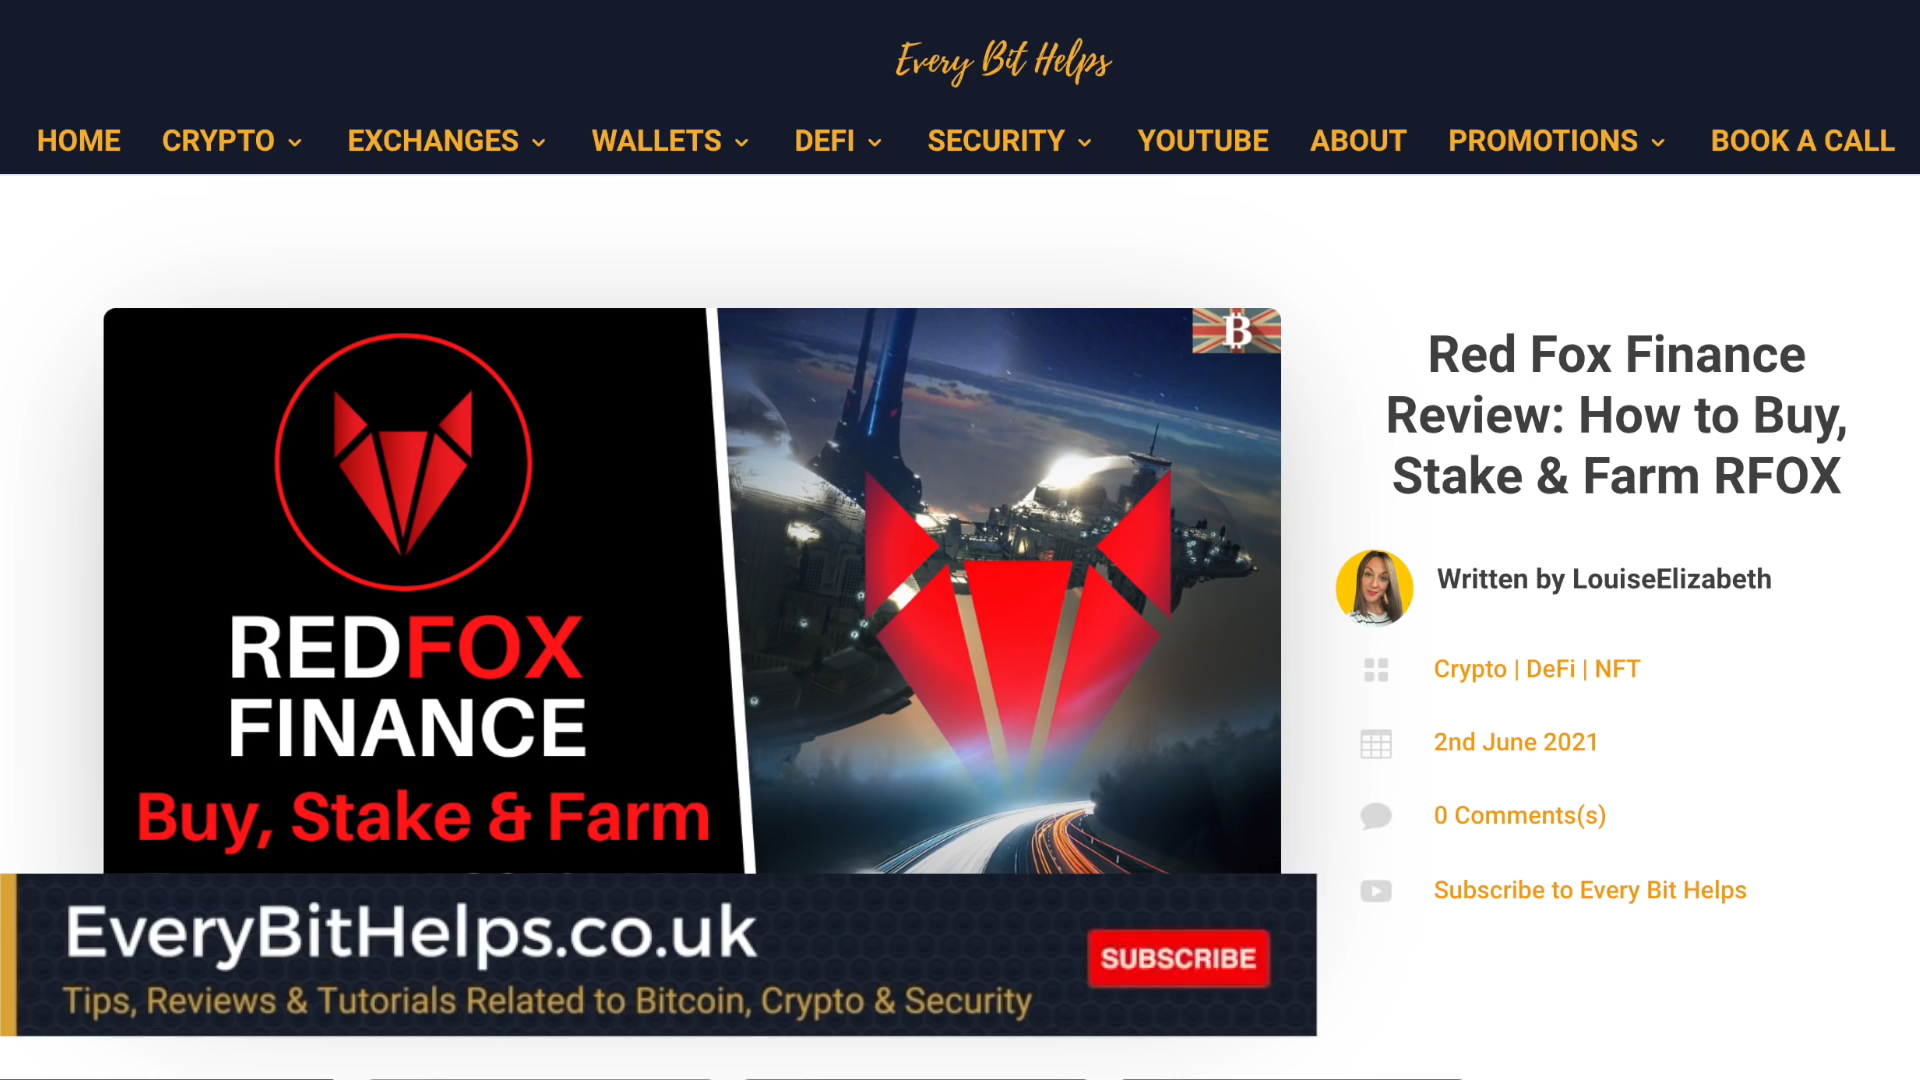 Every Bit Helps
HOME CRYPTO EXCHANGES WALLETS DEFI SECURITY YOUTUBE ABOUT PROMOTIONS BOOK A CALL
B
REDFOX
FINANCE
Buy, Stake & Farm
Red Fox Finance
Review: How to Buy,
Stake & Farm RFOX
Written by LouiseElizabeth
Crypto | DeFi | NFT
2nd June 2021
0 Comments(s)
Subscribe to Every Bit Helps
EveryBitHelps.co.uk
Tips, Reviews & Tutorials Related to Bitcoin, Crypto & Security
SUBSCRIBE